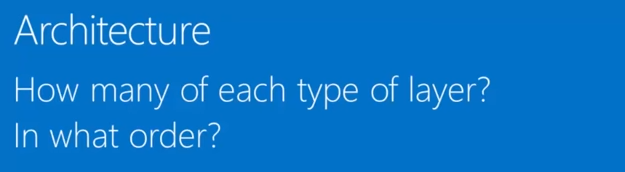 Architecture
How many of each type of layer?
In what order?